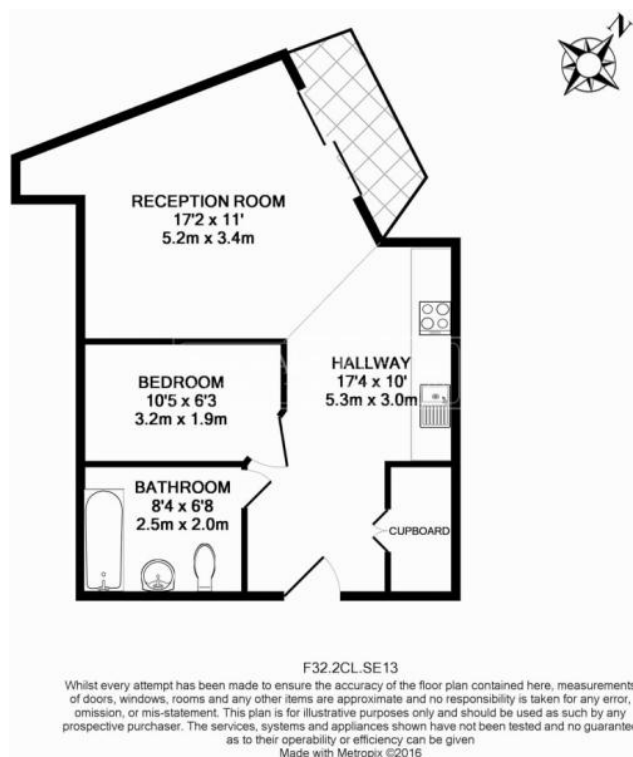 N
RECEPTION ROOM
17'2 x 11'
5.2m x 3.4m
HALLWAY
17'4 x 10'
5.3m x 3.0m
BEDROOM
10'5 x 6'3
3.2m x 1.9m
BATHROOM
8'4 x 6'8
2.5m x 2.0m
CUPBOARD
F32.2CL.SE13
Whilst every attempt has been made to ensure the accuracy of the floor plan contained here, measurements
of doors, windows, rooms and any other items are approximate and no responsibility is taken for any error,
omission, or mis-statement. This plan is for illustrative purposes only and should be used as such by any
prospective purchaser. The services, systems and appliances shown have not been tested and no guarantee
as to their operability or efficiency can be given
Made with Metropix ©2016